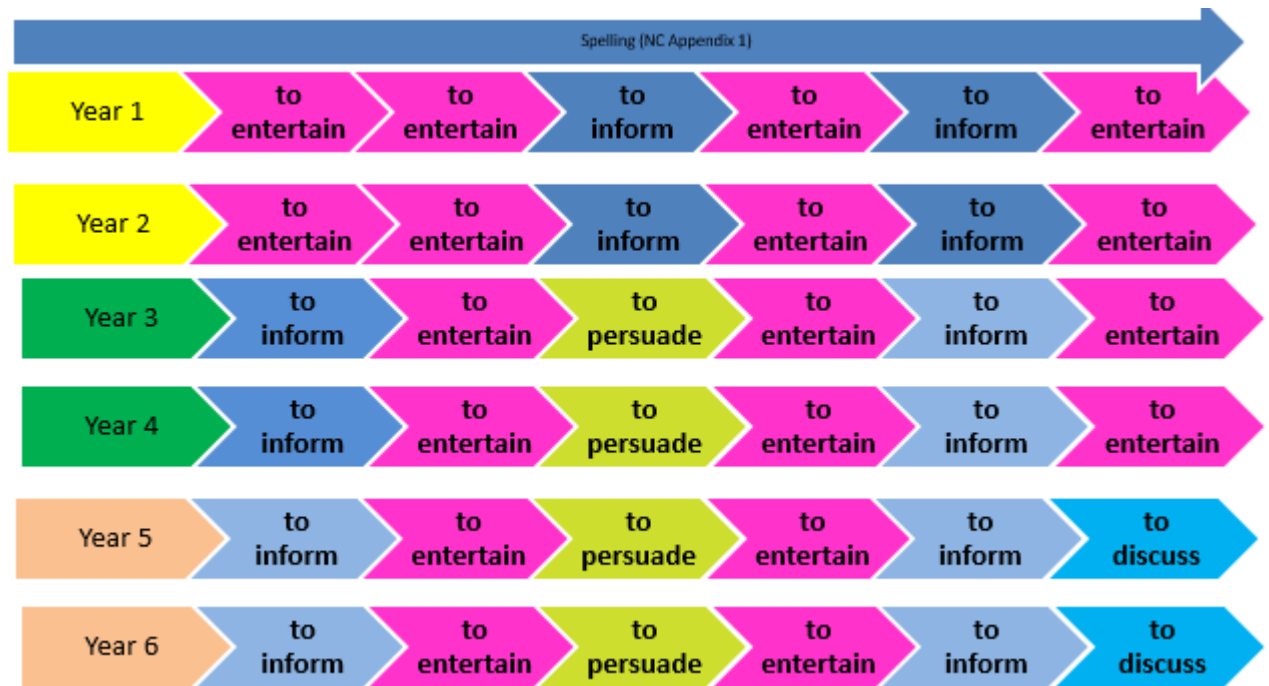 Spelling (NC Appendix 1)
Year 1 to entertain to entertain to inform to entertain to inform to entertain
Year 2 to entertain to entertain to inform to entertain to inform to entertain
Year 3 to inform to entertain to persuade to entertain to inform to entertain
Year 4 to inform to entertain to persuade to entertain to inform to entertain
Year 5 to inform to entertain to persuade to entertain to inform to discuss
Year 6 to inform to entertain to persuade to entertain to inform to discuss